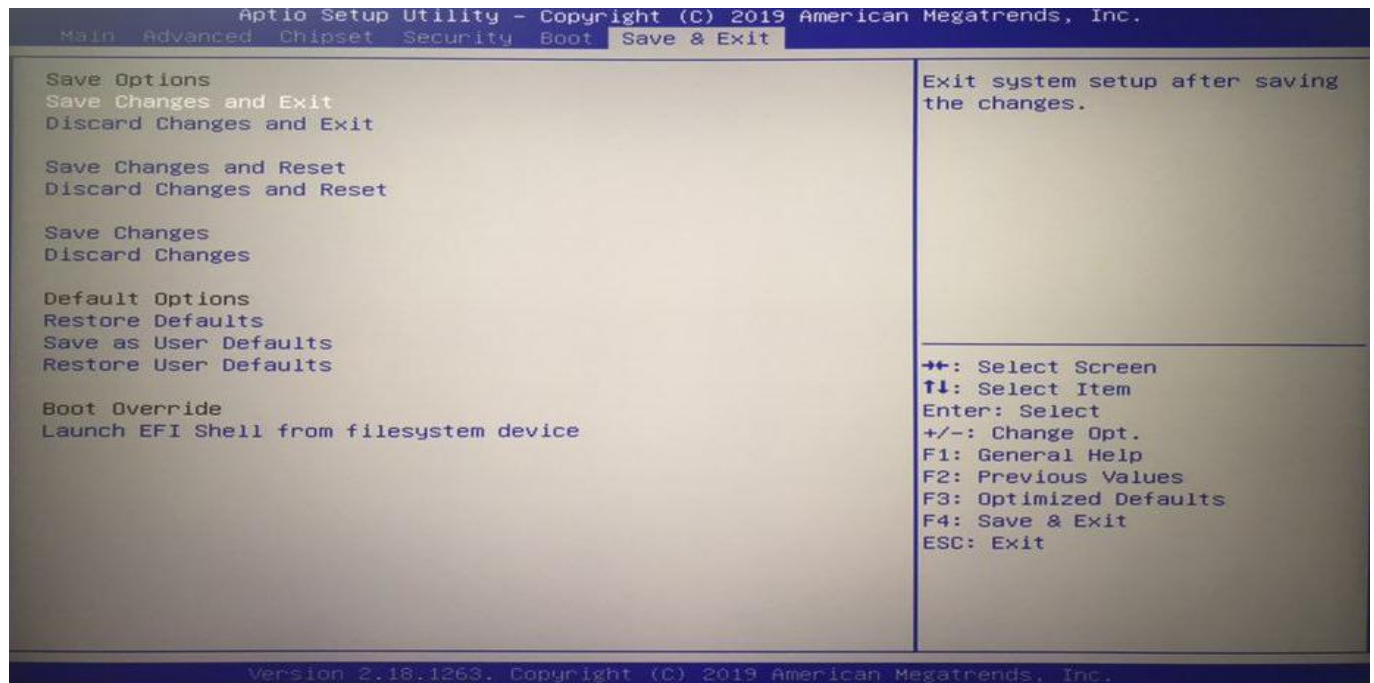 Aptio Setup Utility – Copyright (C) 2019 American Megatrends, Inc.
Main Advanced Chipset Security Boot Save & Exit
Save Options
Save Changes and Exit
Discard Changes and Exit
Save Changes and Reset
Discard Changes and Reset
Save Changes
Discard Changes
Default Options
Restore Defaults
Save as User Defaults
Restore User Defaults
Boot Override
Launch EFI Shell from filesystem device
Exit system setup after saving
the changes.
→←: Select Screen
↑↓: Select Item
Enter: Select
+/-: Change Opt.
F1: General Help
F2: Previous Values
F3: Optimized Defaults
F4: Save & Exit
ESC: Exit
Version 2.18.1263. Copyright (C) 2019 American Megatrends, Inc.